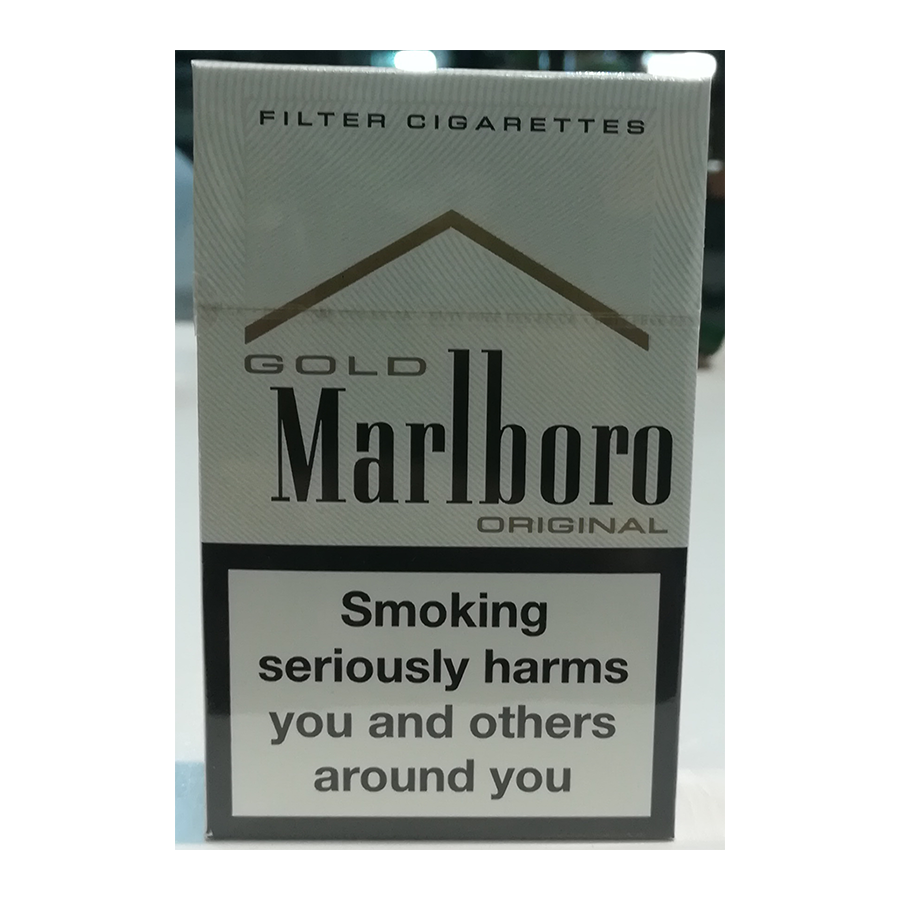 FILTER CIGARETTES
GOLD
Marlboro
ORIGINAL
Smoking
seriously harms
you and others
around you